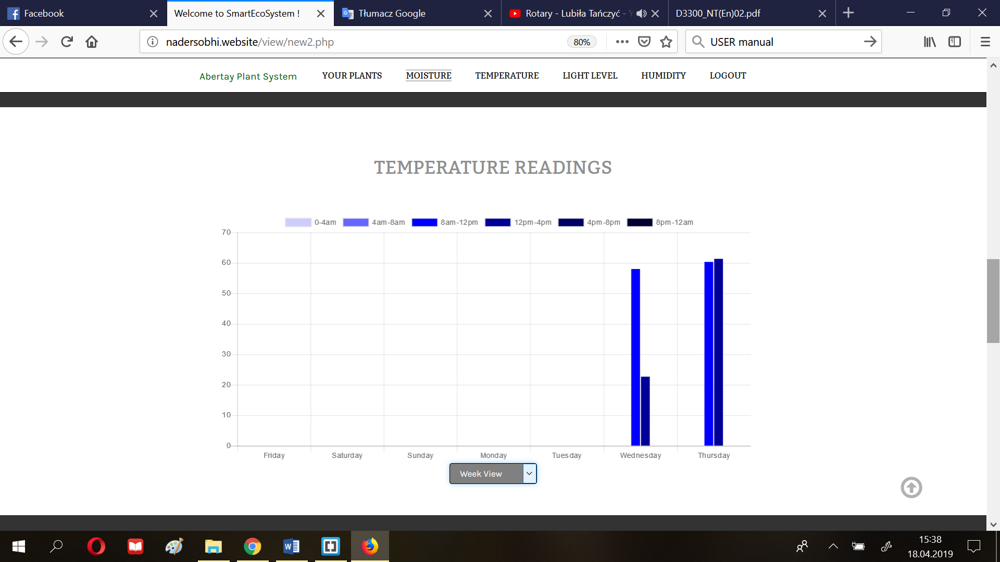 Facebook
Welcome to SmartEcoSystem !
Tłumacz Google
Rotary - Lubiła Tańczyć -
D3300_NT(En)02.pdf
nadersobhi.website/view/new2.php
80%
USER manual
Abertay Plant System
YOUR PLANTS
MOISTURE
TEMPERATURE
LIGHT LEVEL
HUMIDITY
LOGOUT
TEMPERATURE READINGS
0-4am
4am-8am
8am-12pm
12pm-4pm
4pm-8pm
8pm-12am
70
60
50
40
30
20
10
0
Friday
Saturday
Sunday
Monday
Tuesday
Wednesday
Thursday
Week View
15:38
18.04.2019